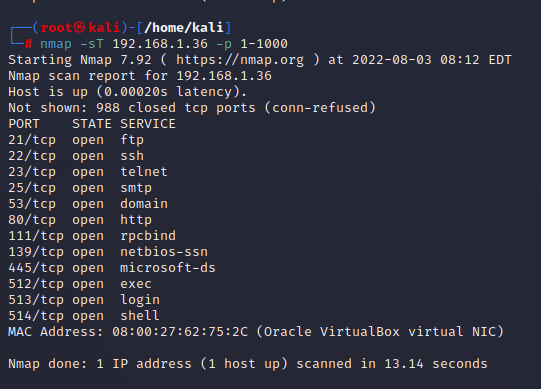 ┌──(root㉿kali)-[/home/kali]
└─# nmap -sT 192.168.1.36 -p 1-1000
Starting Nmap 7.92 ( https://nmap.org ) at 2022-08-03 08:12 EDT
Nmap scan report for 192.168.1.36
Host is up (0.00020s latency).
Not shown: 988 closed tcp ports (conn-refused)
PORT    STATE SERVICE
21/tcp  open  ftp
22/tcp  open  ssh
23/tcp  open  telnet
25/tcp  open  smtp
53/tcp  open  domain
80/tcp  open  http
111/tcp open  rpcbind
139/tcp open  netbios-ssn
445/tcp open  microsoft-ds
512/tcp open  exec
513/tcp open  login
514/tcp open  shell
MAC Address: 08:00:27:62:75:2C (Oracle VirtualBox virtual NIC)
Nmap done: 1 IP address (1 host up) scanned in 13.14 seconds